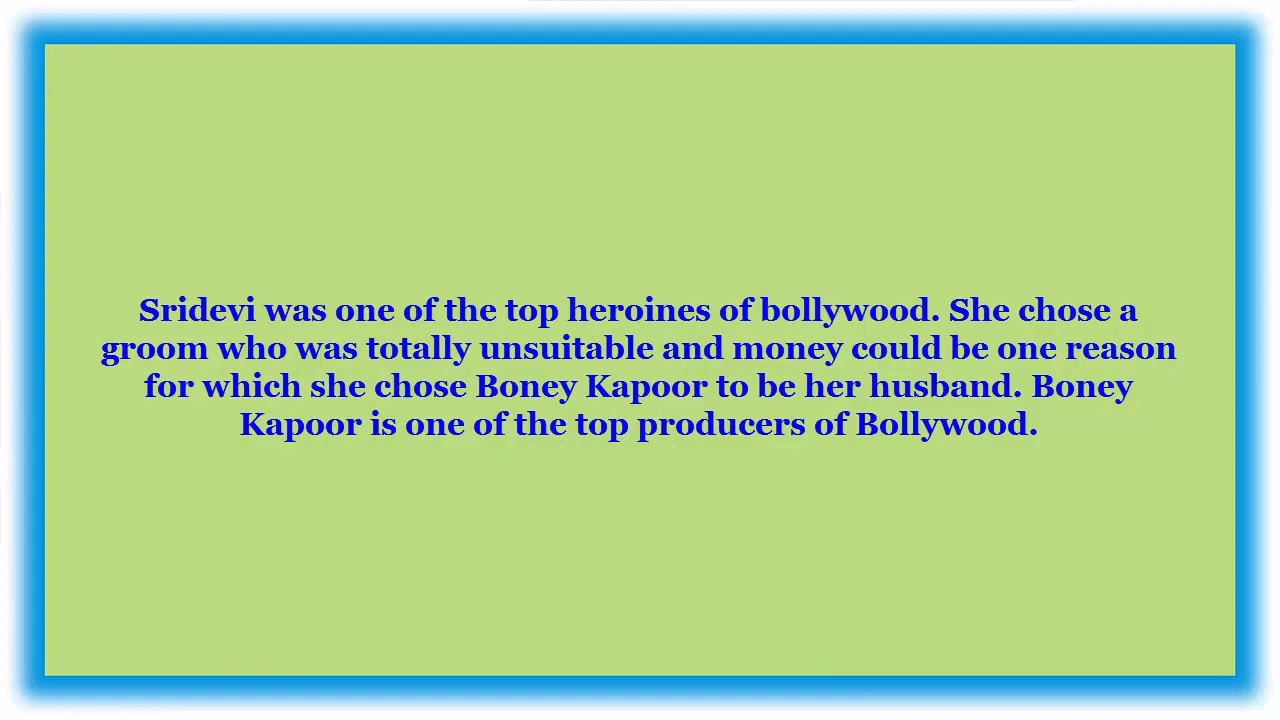 Sridevi was one of the top heroines of bollywood. She chose a
groom who was totally unsuitable and money could be one reason
for which she chose Boney Kapoor to be her husband. Boney
Kapoor is one of the top producers of Bollywood.